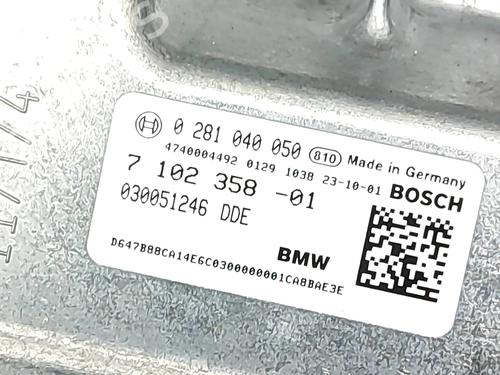 0 281 040 050 810 Made in Germany
4740004492 0129 1038 23-10-01 BOSCH
7 102 358 -01
030051246 DDE
BMW
D647B88CA14E6C0300000001CA8BAE3E